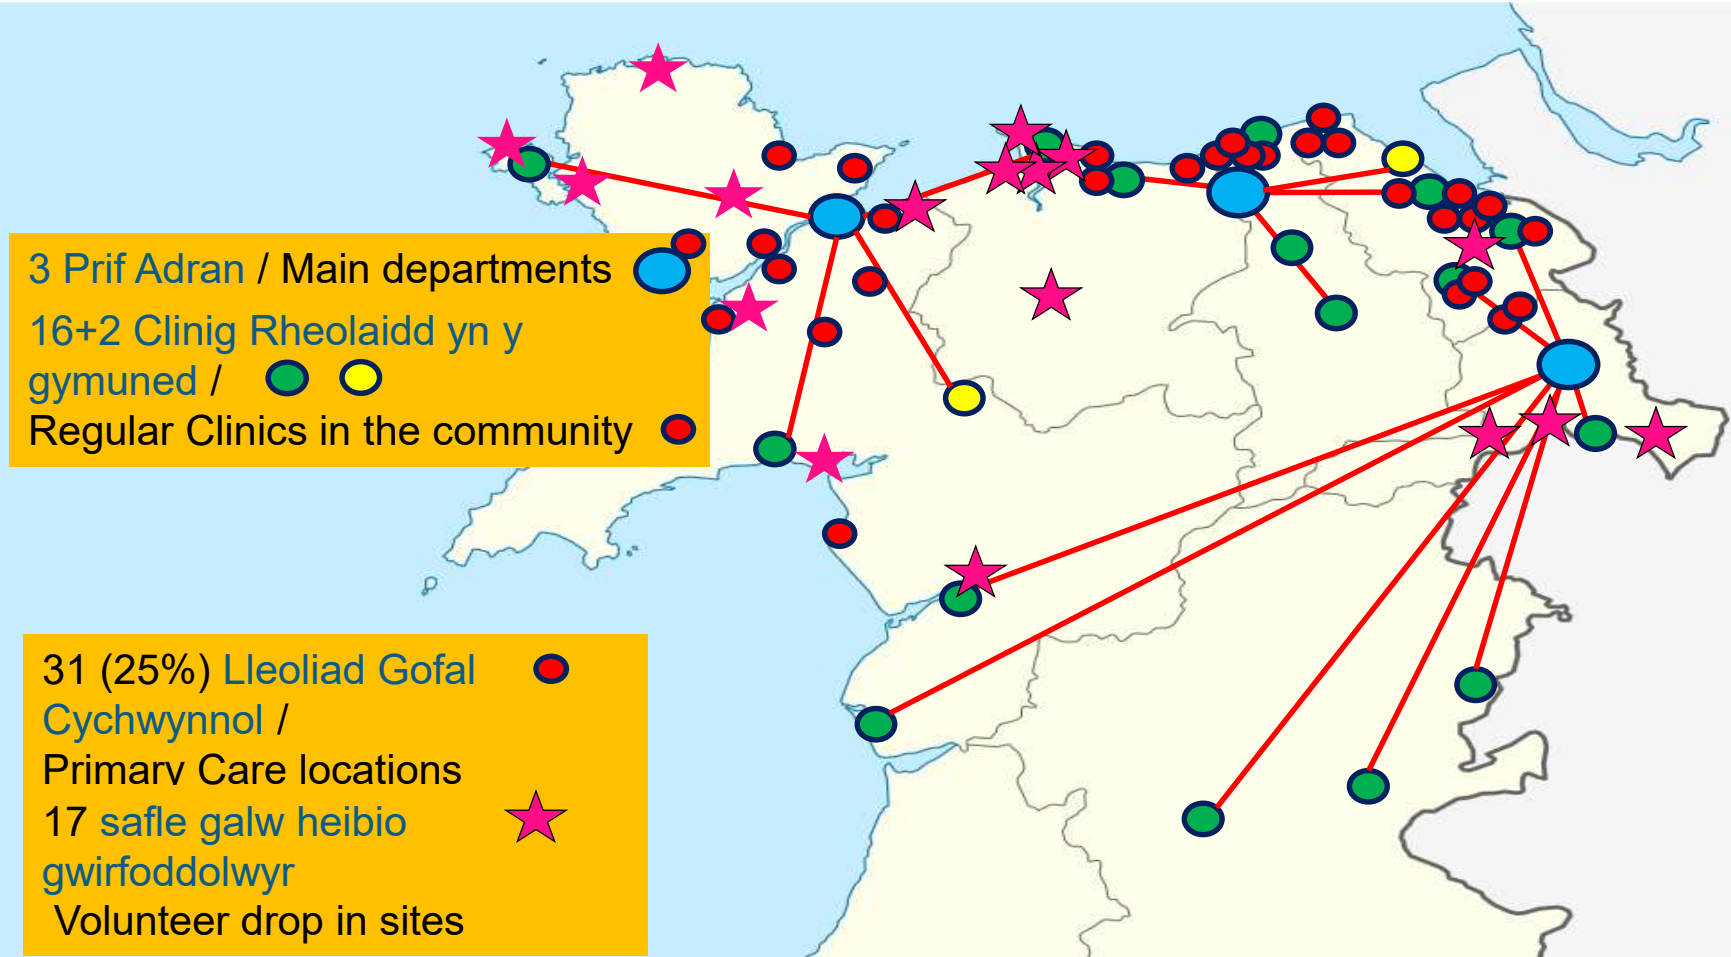 3 Prif Adran / Main departments
16+2 Clinig Rheolaidd yn y
gymuned /
Regular Clinics in the community
31 (25%) Lleoliad Gofal
Cychwynnol /
Primarv Care locations
17 safle galw heibio
gwirfoddolwyr
Volunteer drop in sites